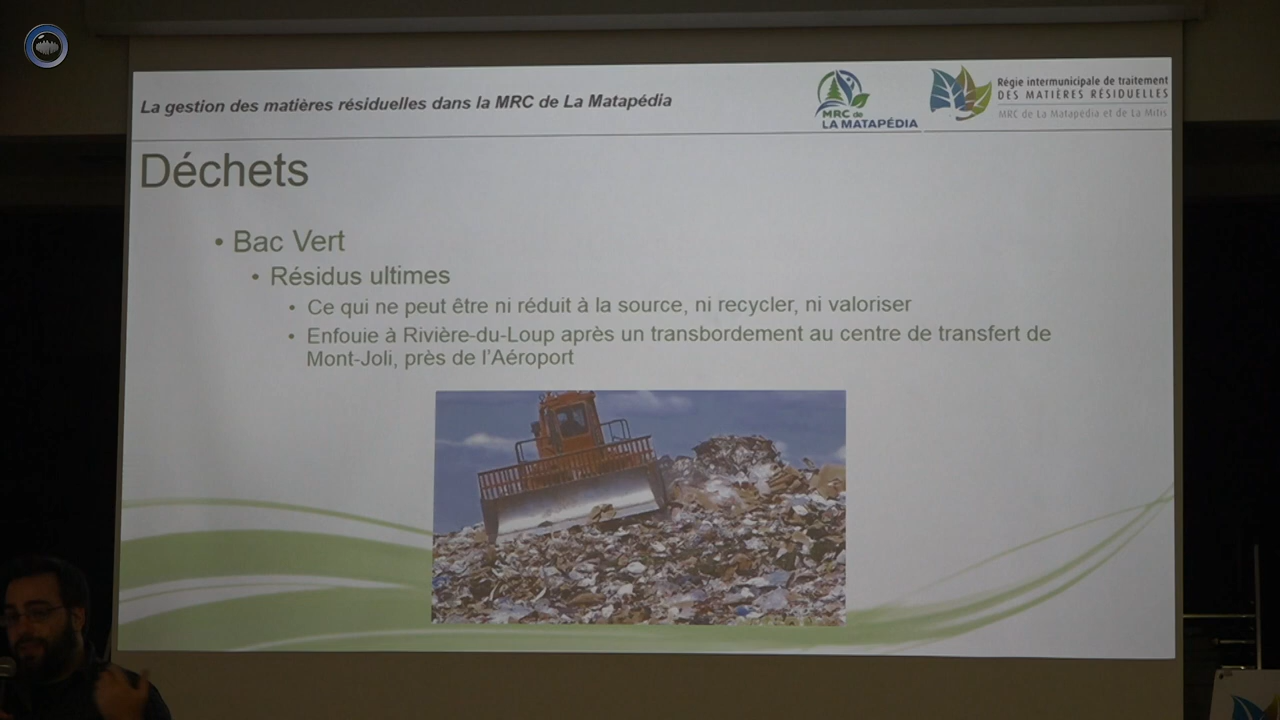 La gestion des matières résiduelles dans la MRC de La Matapédia
MRC de
LA MATAPÉDIA
Régie intermunicipale de traitement
DES MATIÈRES RÉSIDUELLES
MRC de La Matapedia et de La Mitis
Déchets
• Bac Vert
• Résidus ultimes
• Ce qui ne peut être ni réduit à la source, ni recycler, ni valoriser
• Enfouie à Rivière-du-Loup après un transbordement au centre de transfert de
Mont-Joli, près de l'Aéroport